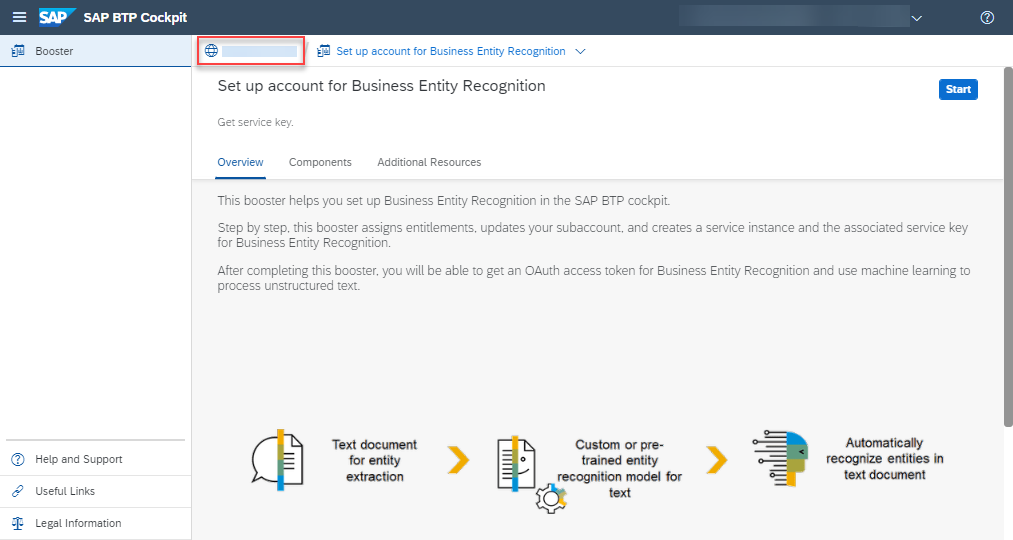 SAP SAP BTP Cockpit
Booster
Set up account for Business Entity Recognition
Set up account for Business Entity Recognition
Start
Get service key.
Overview Components Additional Resources
This booster helps you set up Business Entity Recognition in the SAP BTP cockpit.
Step by step, this booster assigns entitlements, updates your subaccount, and creates a service instance and the associated service key
for Business Entity Recognition.
After completing this booster, you will be able to get an OAuth access token for Business Entity Recognition and use machine learning to
process unstructured text.
Text document
for entity
extraction
Custom or pre-
trained entity
recognition model for
text
Automatically
recognize entities in
text document
Help and Support
Useful Links
Legal Information